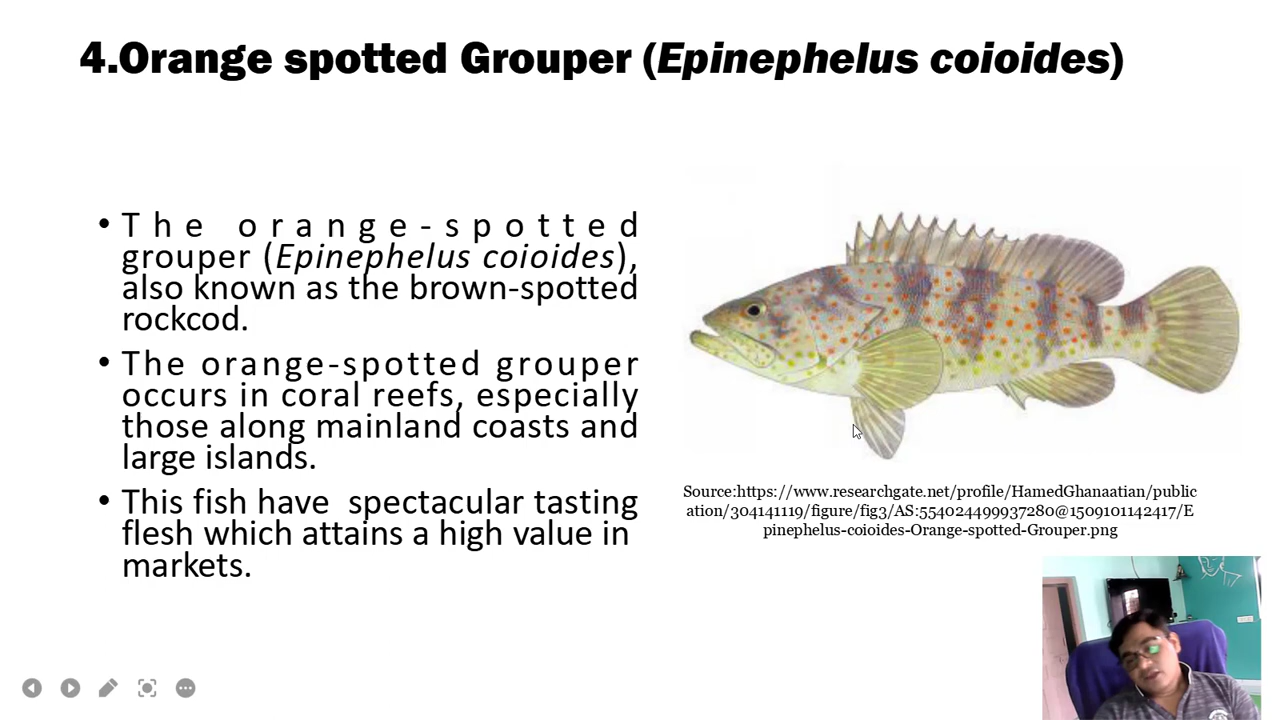 4.Orange spotted Grouper (Epinephelus coioides)
• The orange-spotted
grouper (Epinephelus coioides),
also known as the brown-spotted
rockcod.
• The orange-spotted grouper
occurs in coral reefs, especially
those along mainland coasts and
large islands.
• This fish have spectacular tasting
flesh which attains a high value in
markets.
Source:https://www.researchgate.net/profile/HamedGhanaatian/public
ation/304141119/figure/fig3/AS:554024499937280@1509101142417/E
pinephelus-coioides-Orange-spotted-Grouper.png